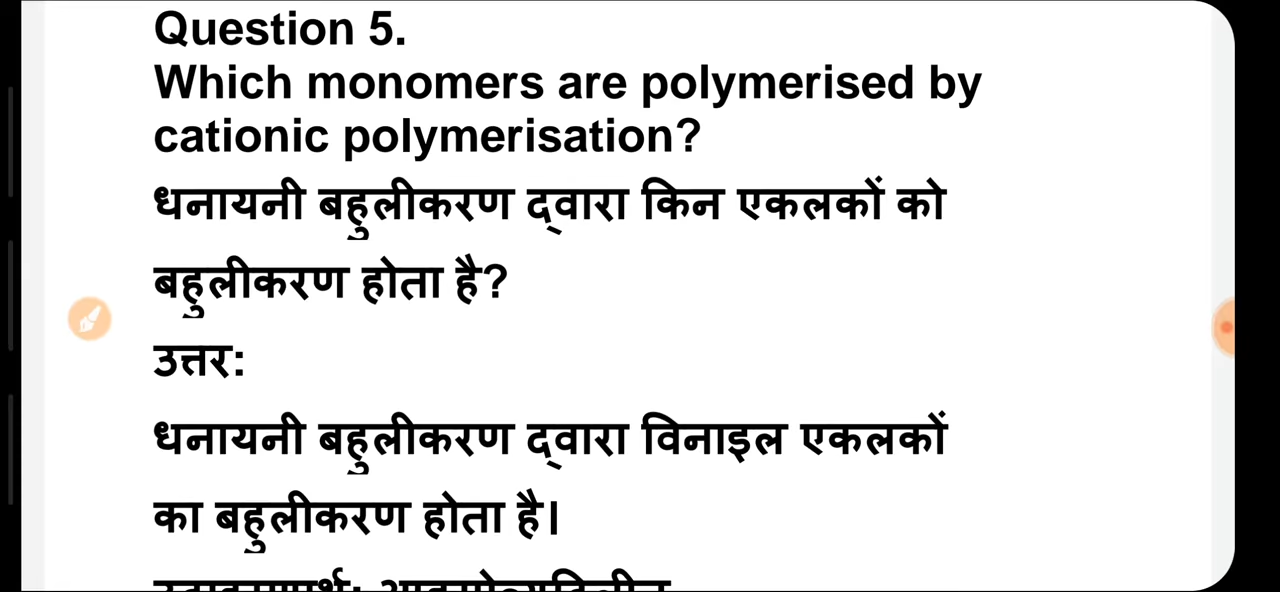 Question 5.
Which monomers are polymerised by
cationic polymerisation?
धनायनी बहुलीकरण द्वारा किन एकलकों को
बहुलीकरण होता है?
उत्तर:
धनायनी बहुलीकरण द्वारा विनाइल एकलकों
का बहुलीकरण होता है।